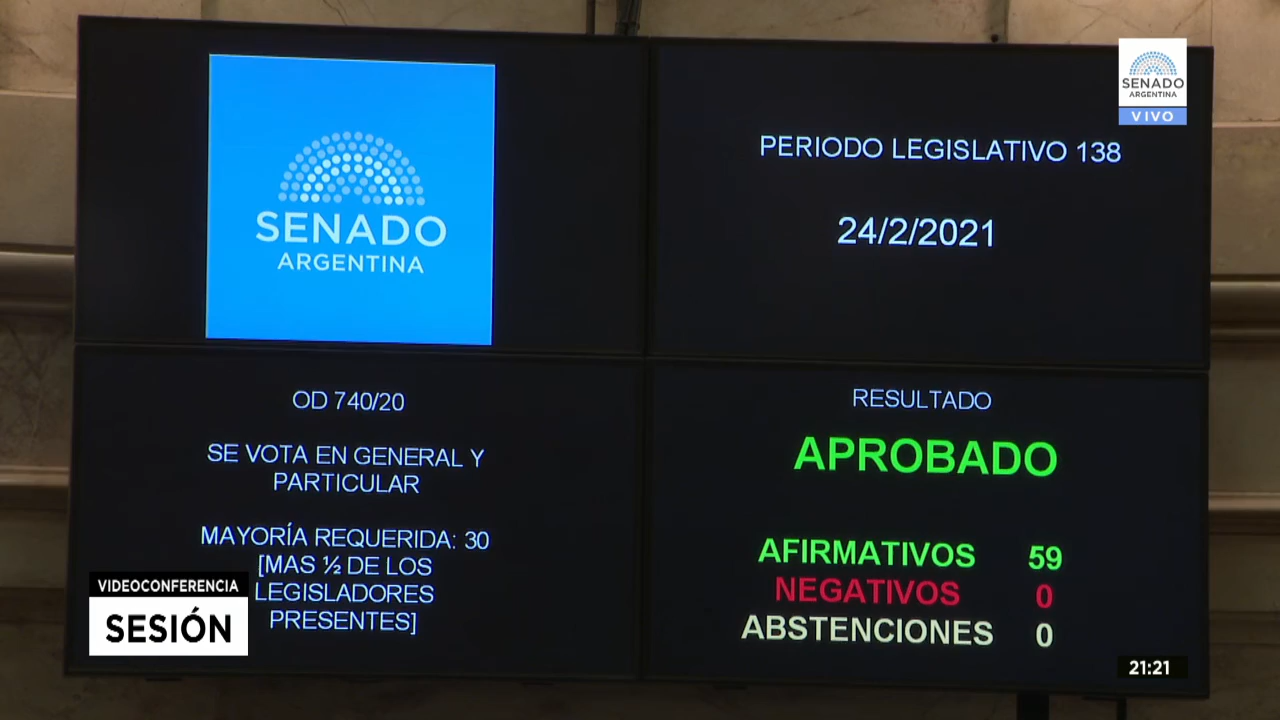 SENADO
ARGENTINA
PERIODO LEGISLATIVO 138
24/2/2021
SENADO
ARGENTINA
VIVO
OD 740/20
SE VOTA EN GENERAL Y
PARTICULAR
MAYORÍA REQUERIDA: 30
[MAS ½ DE LOS
LEGISLADORES
PRESENTES]
RESULTADO
APROBADO
AFIRMATIVOS 59
NEGATIVOS 0
ABSTENCIONES 0
VIDEOCONFERENCIA
SESIÓN
21:21